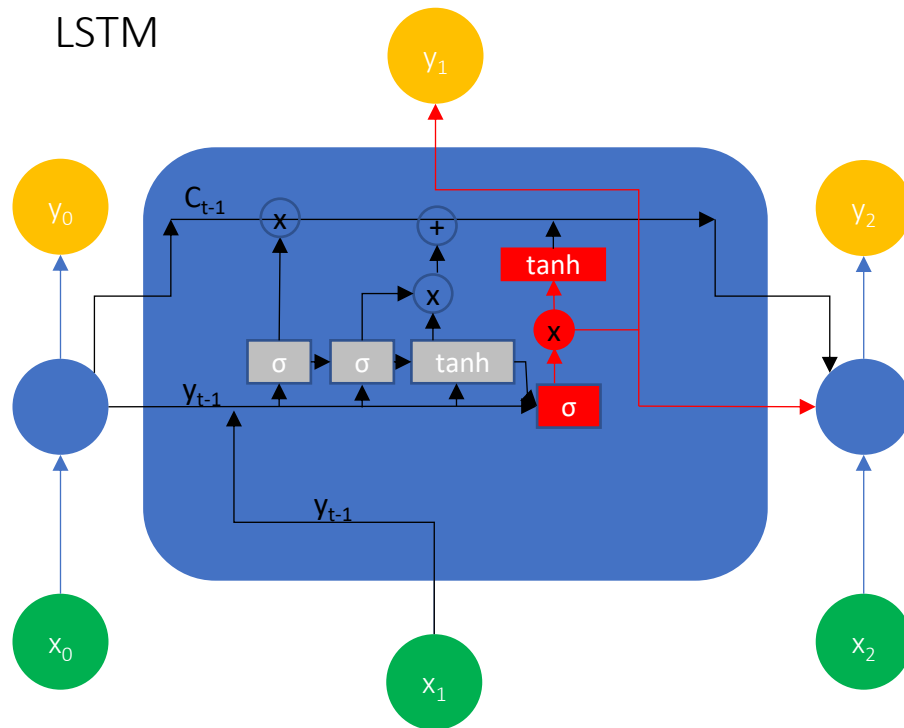 LSTM
y1
y0
Ct-1
x
+
y2
tanh
x
x
σ
σ
tanh
yt-1
σ
yt-1
x0
x1
x2